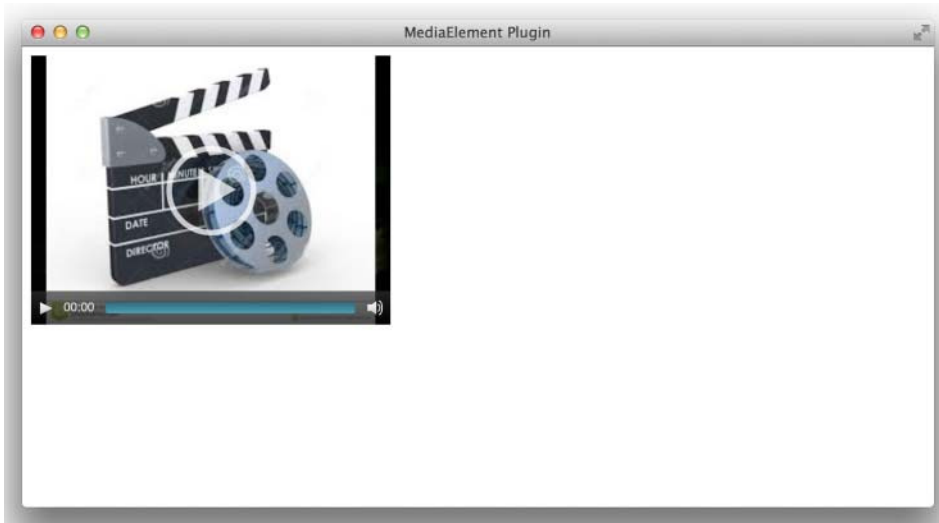 MediaElement Plugin
HOUR
MINUTE
DATE
DIRECTOR
00:00